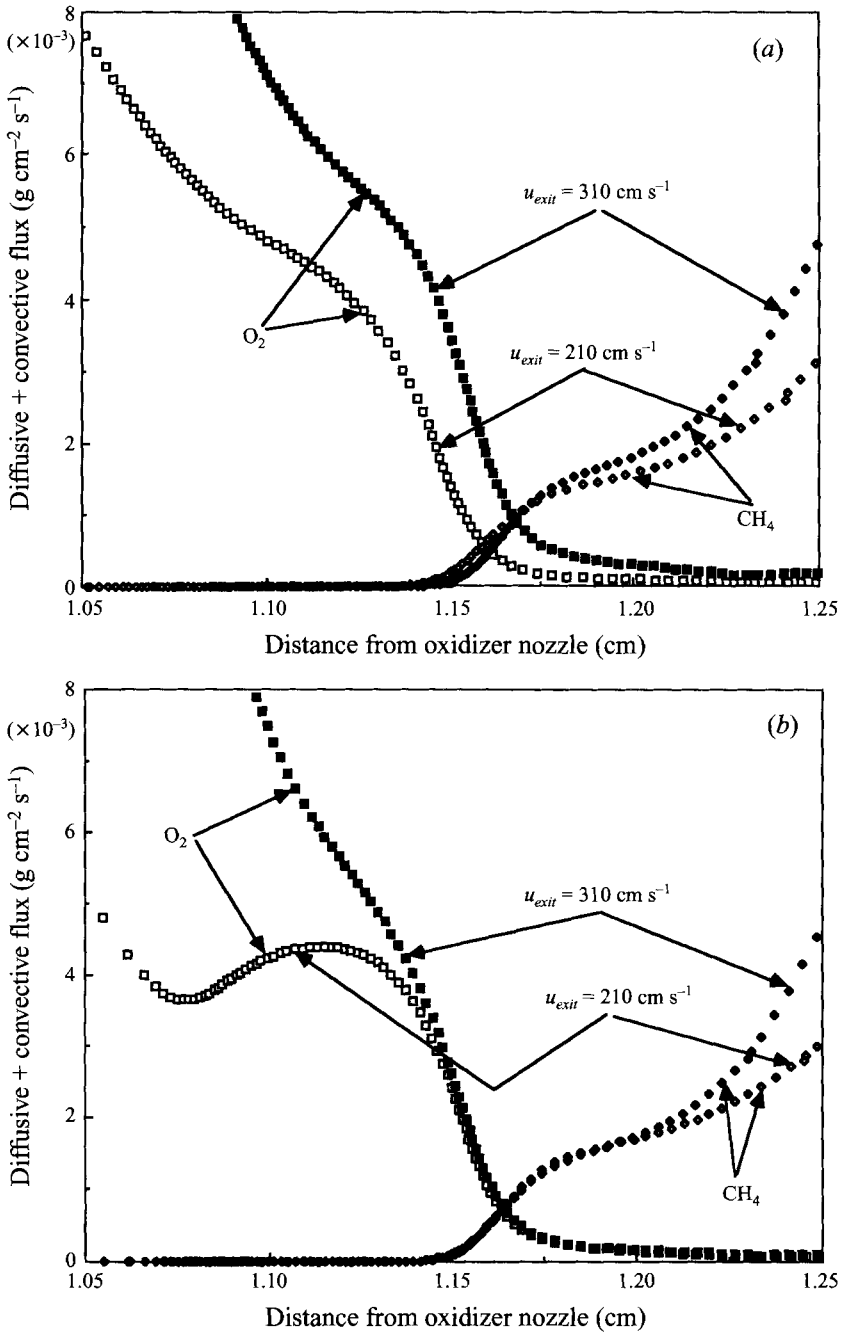 8
(×10⁻³)
(a)
6
u_exit = 310 cm s⁻¹
4
O₂
u_exit = 210 cm s⁻¹
2
CH₄
0
1.05 1.10 1.15 1.20 1.25
Diffusive + convective flux (g cm⁻² s⁻¹)
Distance from oxidizer nozzle (cm)
8
(×10⁻³)
(b)
6
O₂
u_exit = 310 cm s⁻¹
4
u_exit = 210 cm s⁻¹
2
CH₄
0
1.05 1.10 1.15 1.20 1.25
Diffusive + convective flux (g cm⁻² s⁻¹)
Distance from oxidizer nozzle (cm)